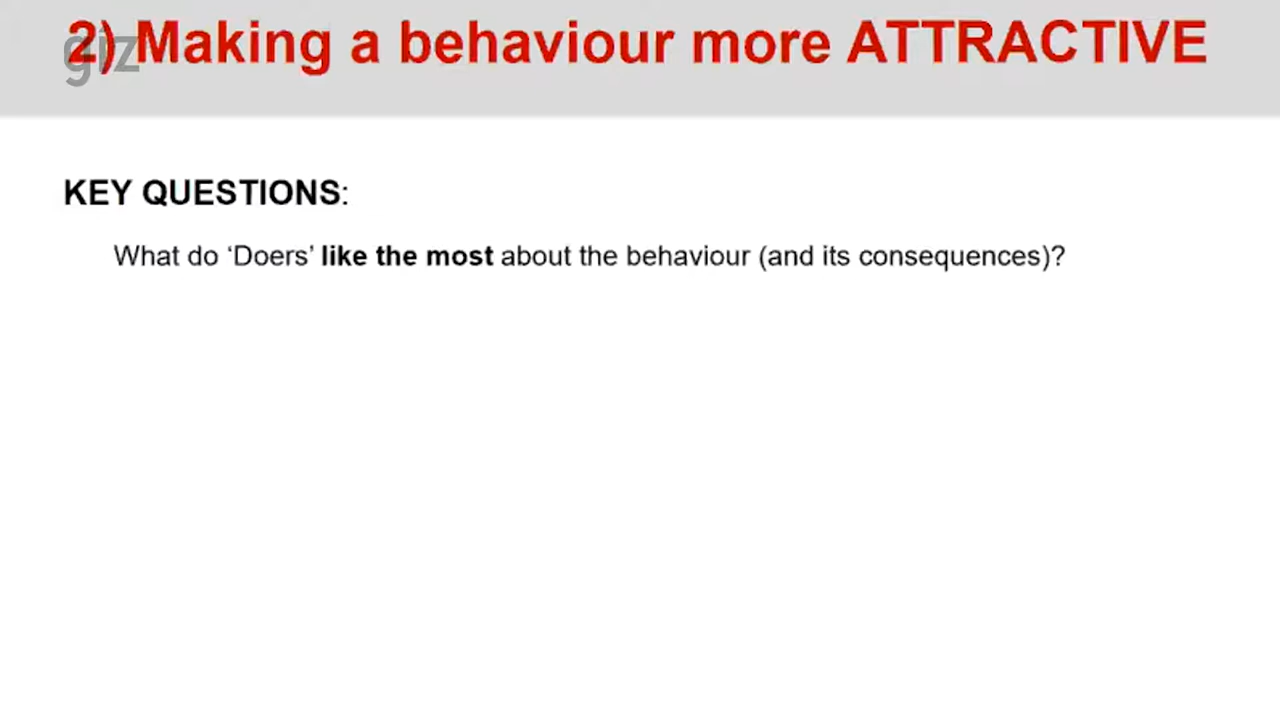 2) Making a behaviour more ATTRACTIVE
giz
KEY QUESTIONS:
What do ‘Doers’ like the most about the behaviour (and its consequences)?